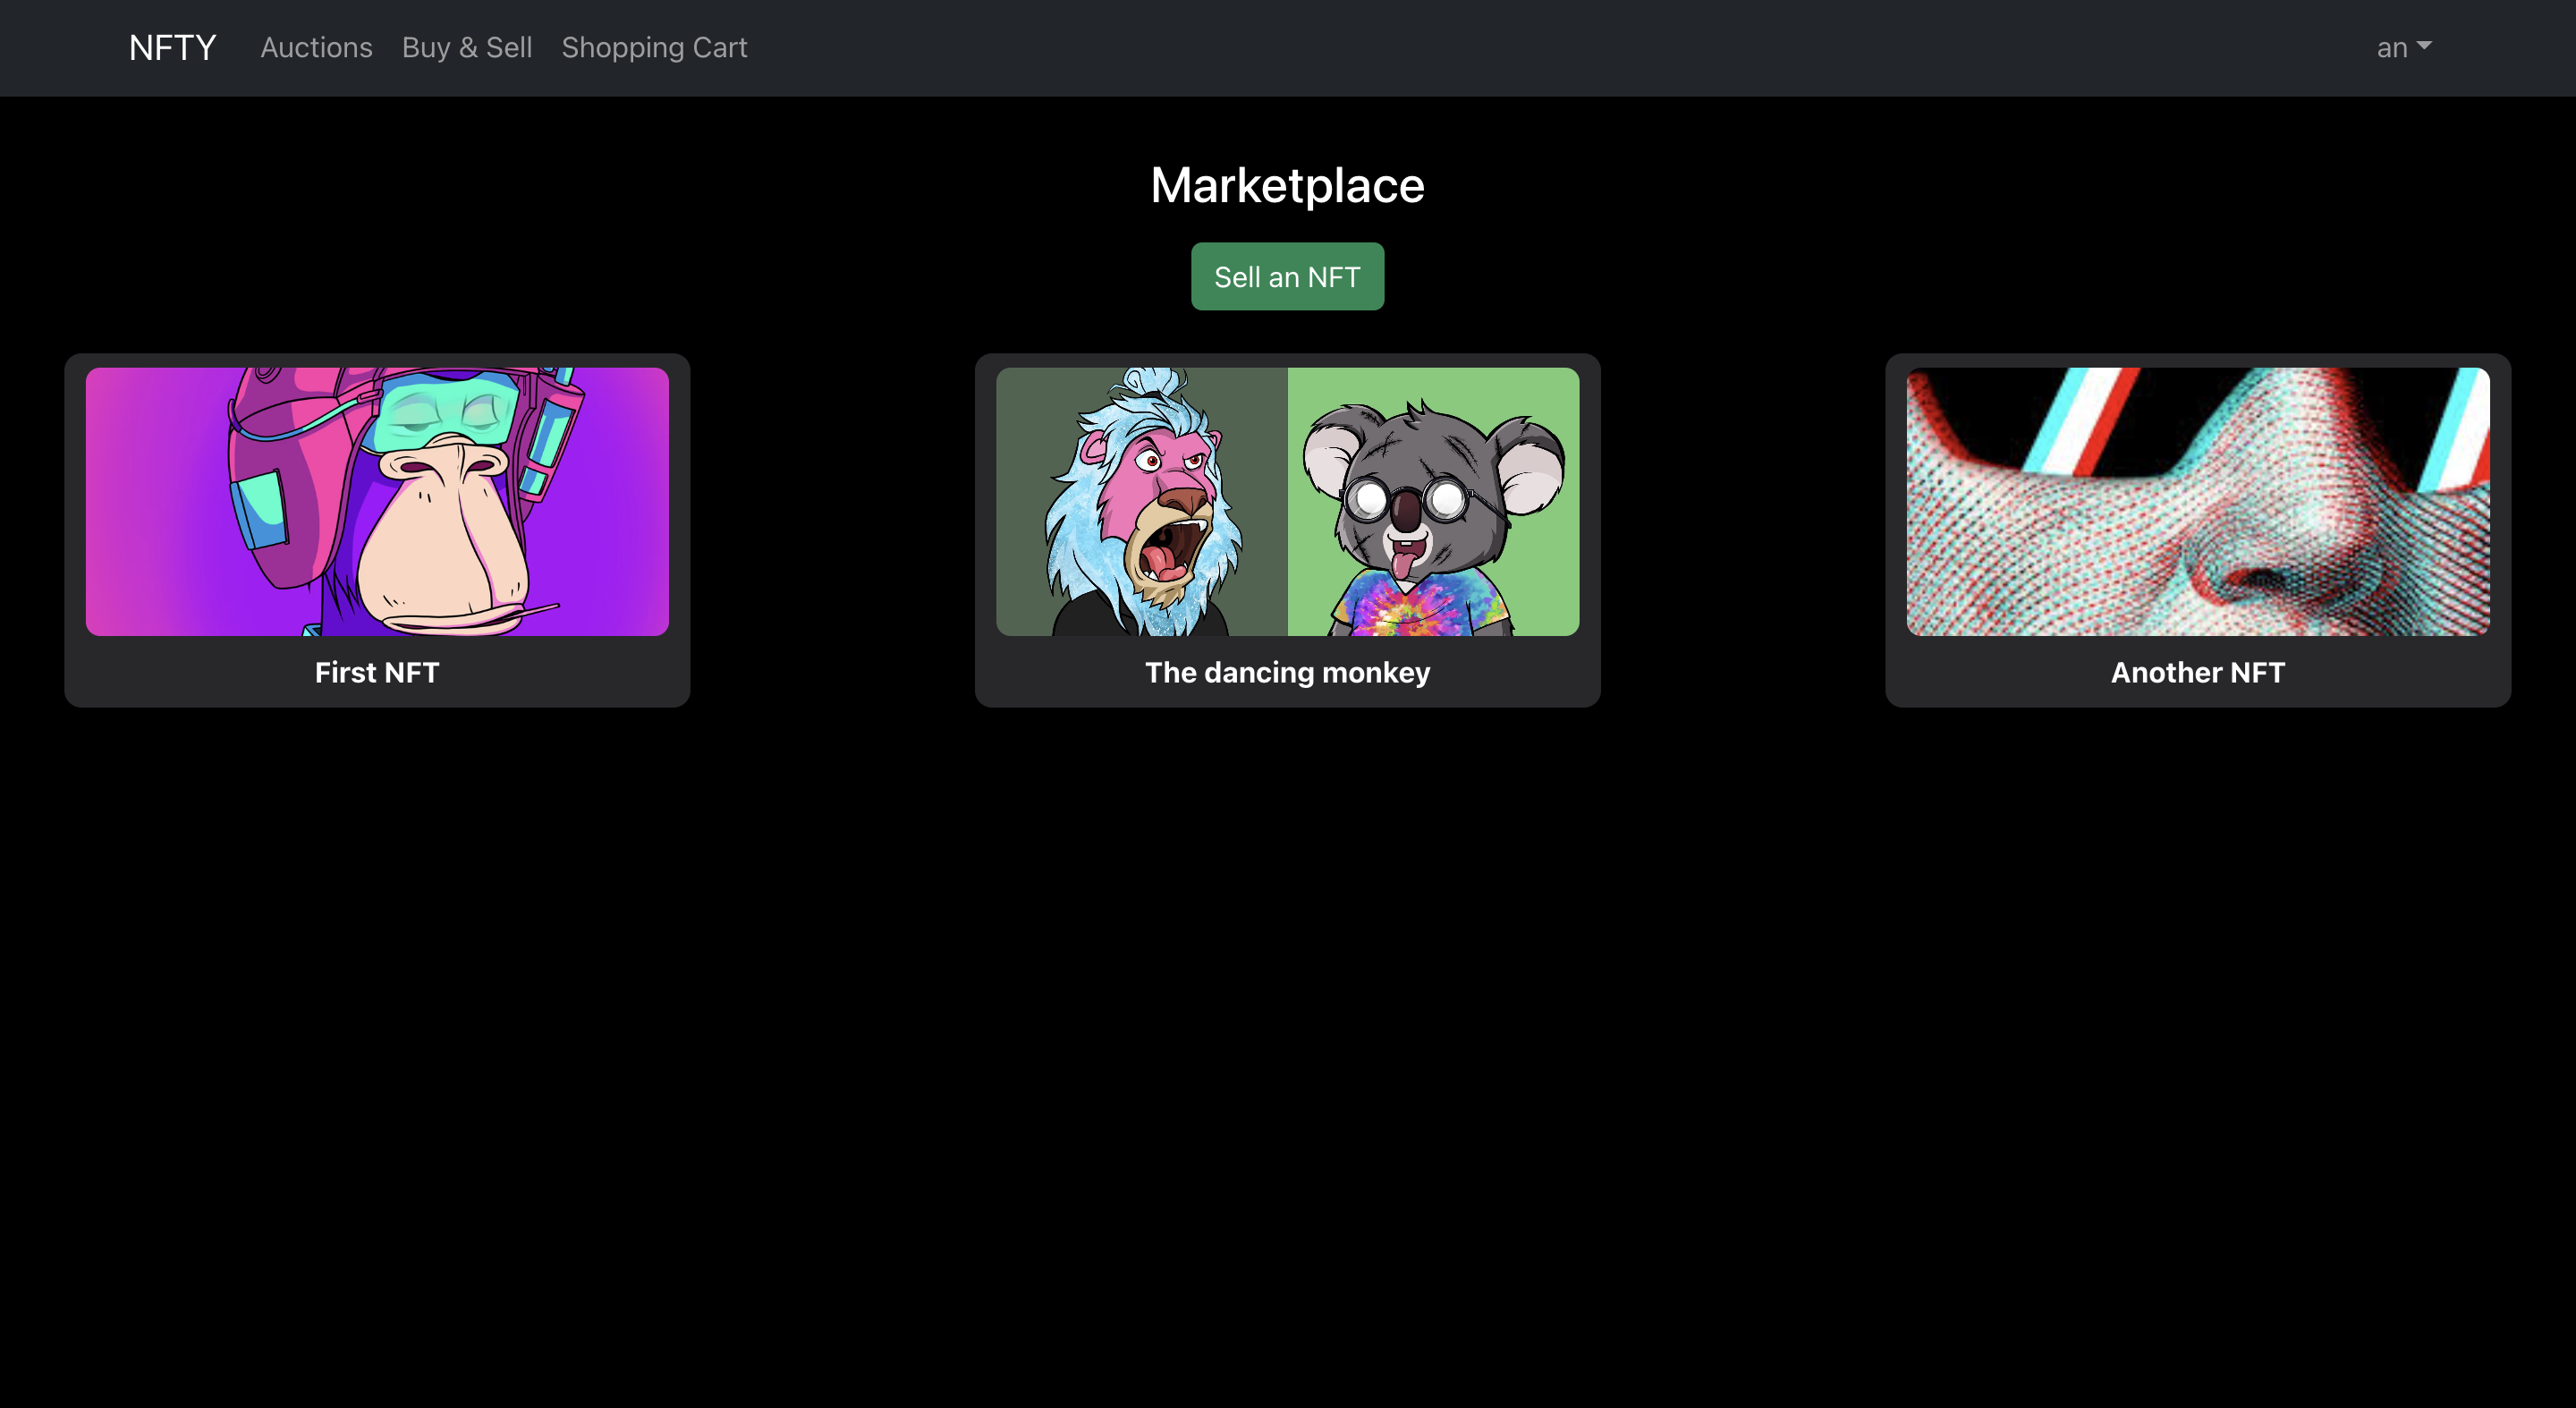 NFTY Auctions Buy & Sell Shopping Cart an
Marketplace
Sell an NFT
First NFT
The dancing monkey
Another NFT